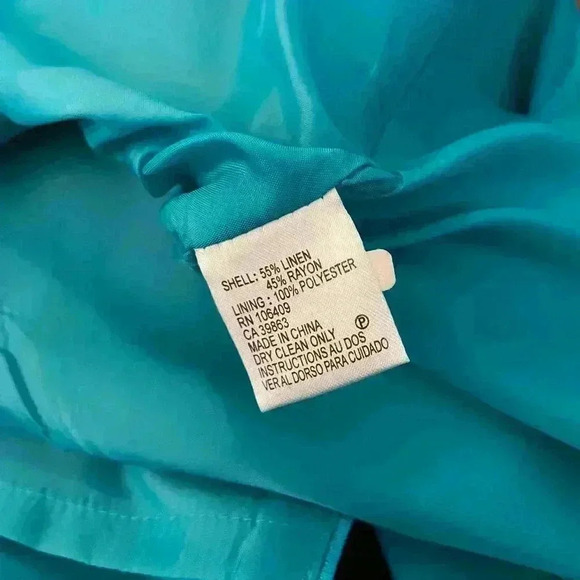 SHELL: 55% LINEN
45% RAYON
LINING : 100% POLYESTER
RN 106409
CA 39863
MADE IN CHINA
DRY CLEAN ONLY Ⓟ
INSTRUCTIONS AU DOS
VER AL DORSO PARA CUIDADO